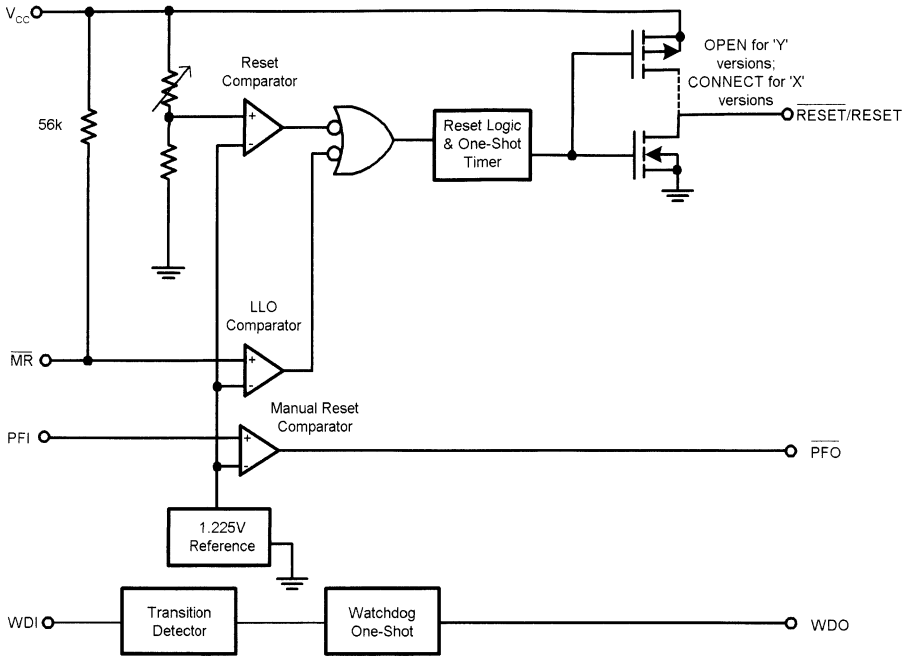 VCC
Reset
Comparator
56k
+
-
Reset Logic
& One-Shot
Timer
OPEN for 'Y'
versions;
CONNECT for 'X'
versions
RESET/RESET
LLO
Comparator
MR
+
-
Manual Reset
Comparator
PFI
+
-
PFO
1.225V
Reference
WDI
Transition
Detector
Watchdog
One-Shot
WDO